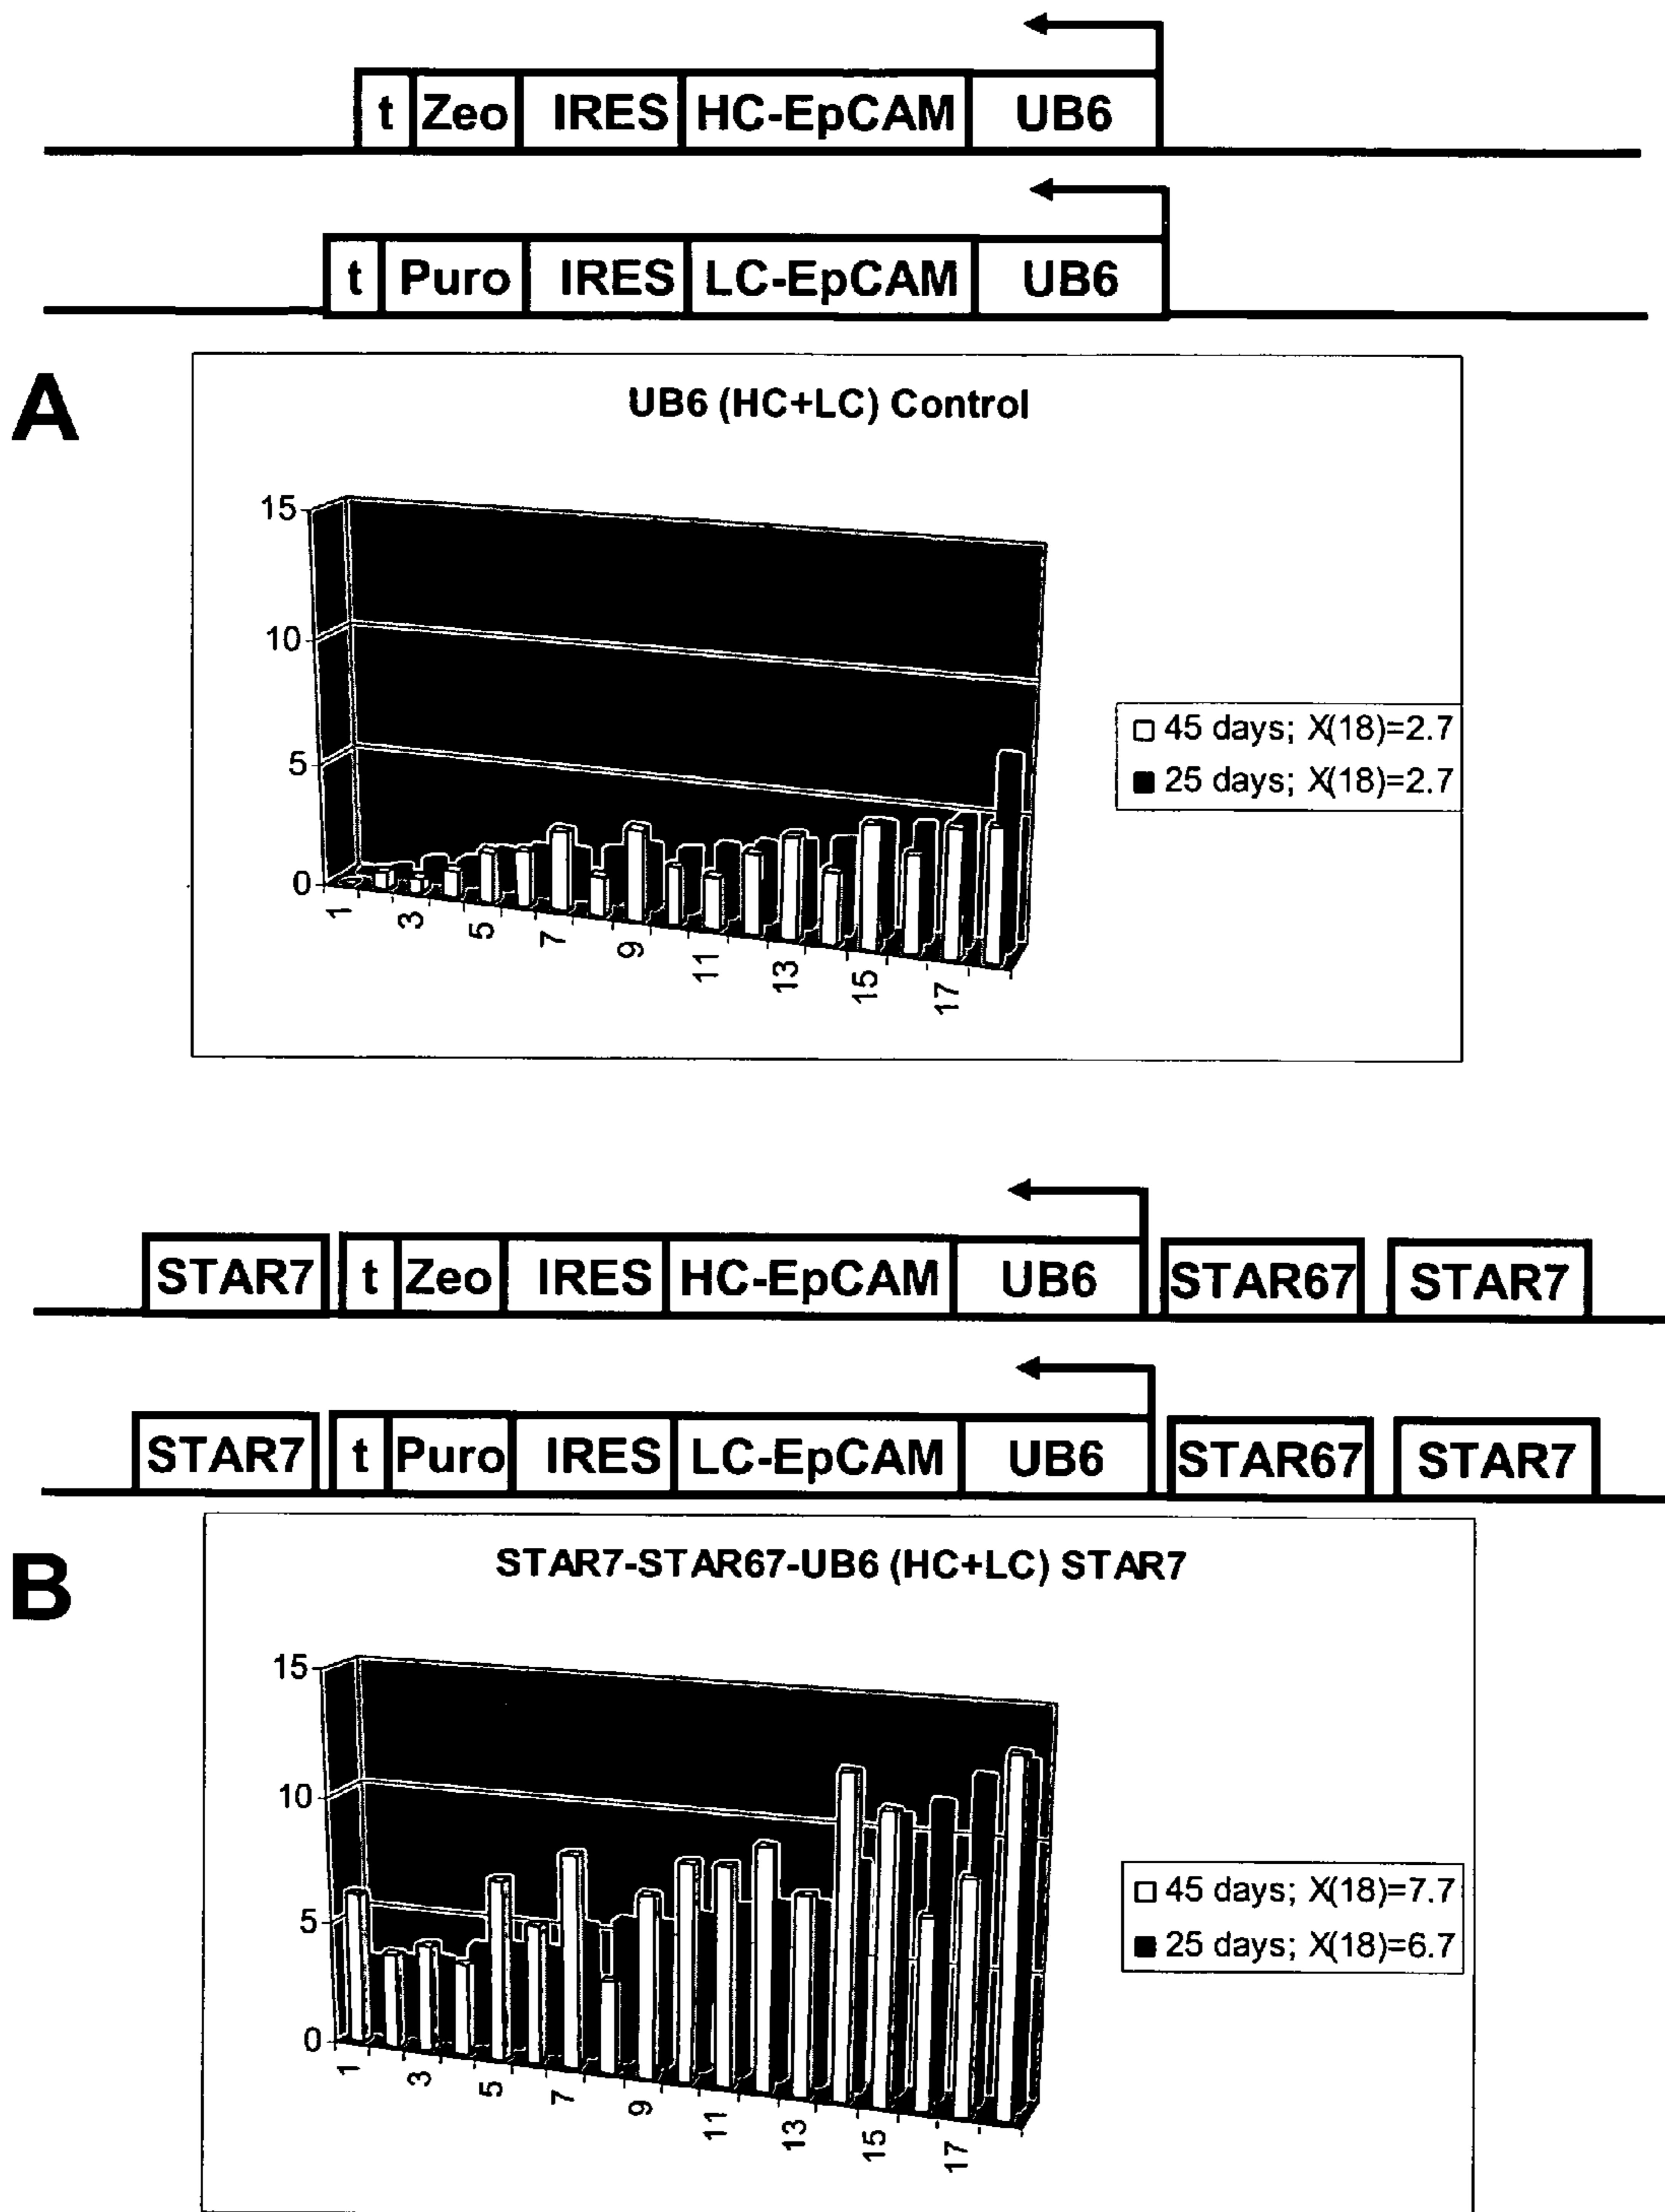 t Zeo IRES HC-EpCAM UB6
t Puro IRES LC-EpCAM UB6
A
UB6 (HC+LC) Control
15
10
5
0
1 3 5 7 9 11 13 15 17
45 days; X(18)=2.7
25 days; X(18)=2.7
STAR7 t Zeo IRES HC-EpCAM UB6 STAR67 STAR7
STAR7 t Puro IRES LC-EpCAM UB6 STAR67 STAR7
B
STAR7-STAR67-UB6 (HC+LC) STAR7
15
10
5
0
1 3 5 7 9 11 13 15 17
45 days; X(18)=7.7
25 days; X(18)=6.7